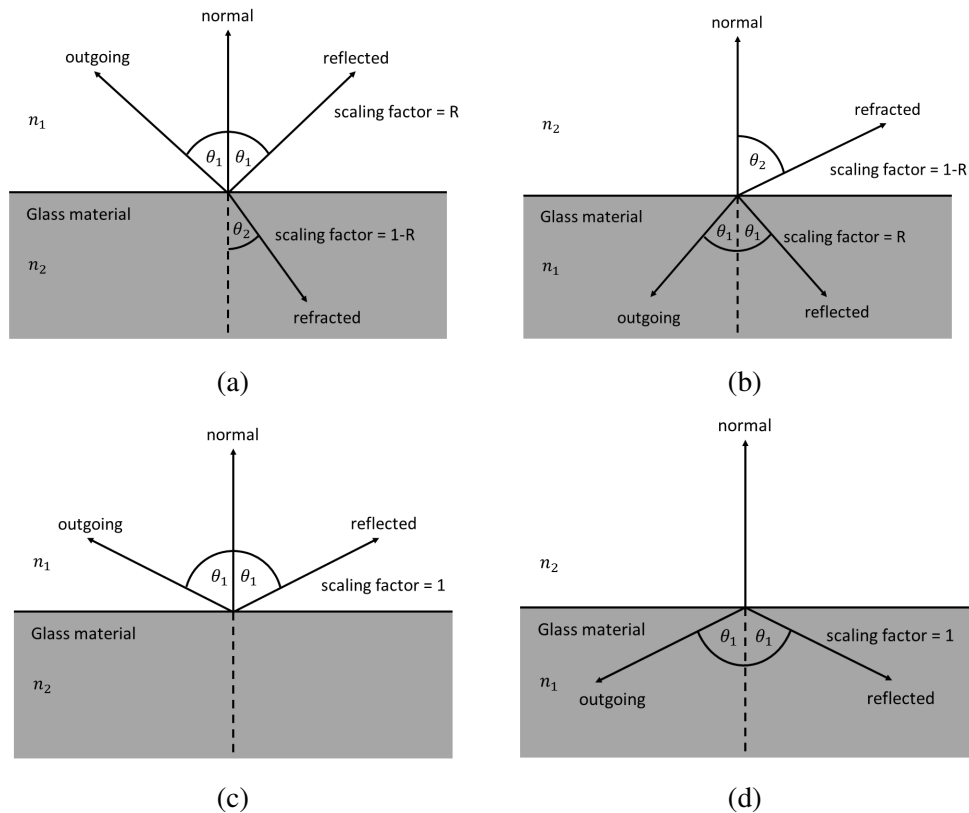 normal
outgoing
reflected
n₁
scaling factor = R
θ₁ θ₁
Glass material
θ₂
scaling factor = 1-R
n₂
refracted
(a)
normal
n₂
refracted
θ₂
scaling factor = 1-R
Glass material
θ₁ θ₁
scaling factor = R
n₁
outgoing
reflected
(b)
normal
outgoing
reflected
n₁
θ₁ θ₁
scaling factor = 1
Glass material
n₂
(c)
normal
n₂
Glass material
θ₁ θ₁
scaling factor = 1
n₁
outgoing
reflected
(d)